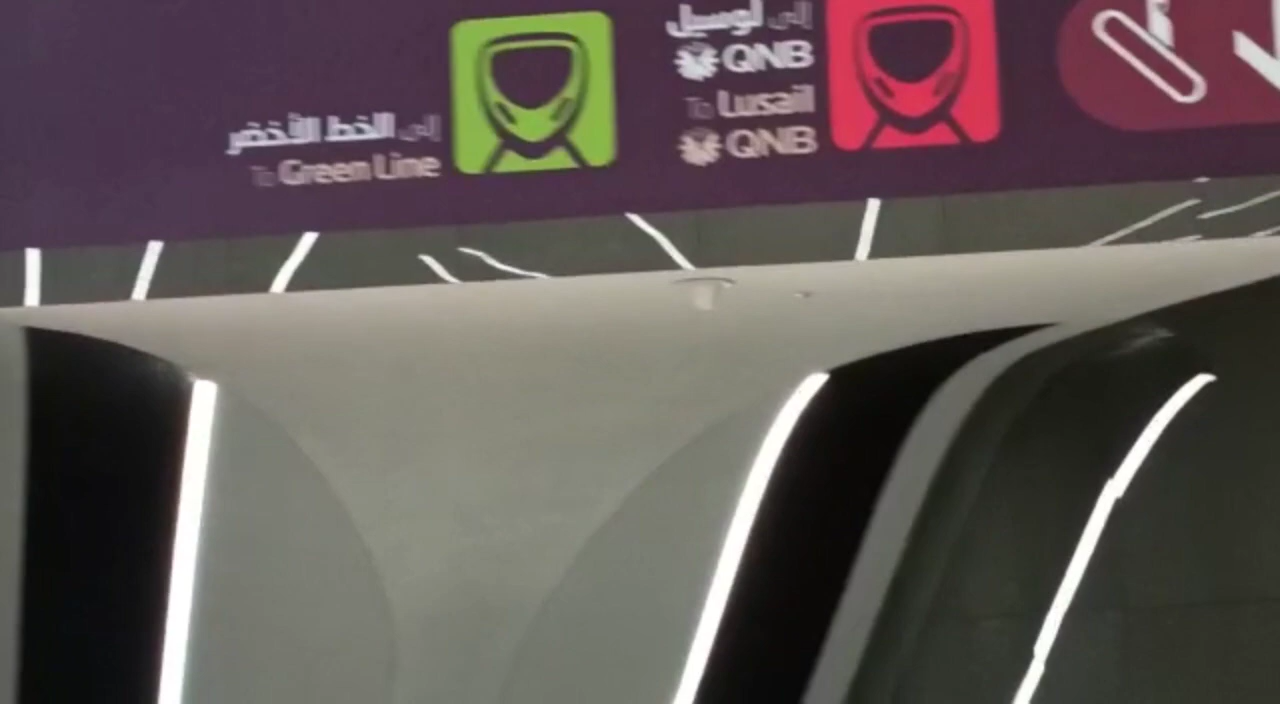 إلى لوسيل
QNB
To Lusail
QNB
إلى الخط الأخضر
To Green Line